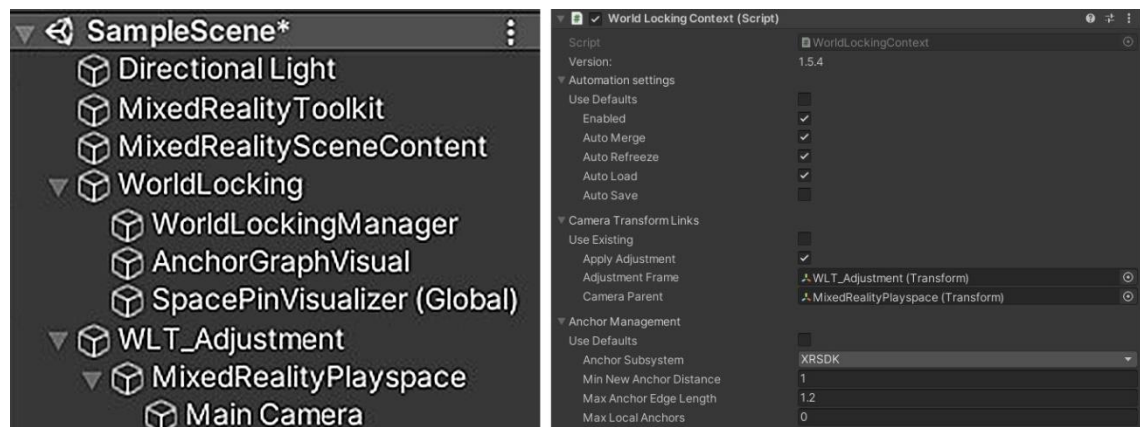 SampleScene*
Directional Light
MixedRealityToolkit
MixedRealitySceneContent
WorldLocking
WorldLockingManager
AnchorGraphVisual
SpacePinVisualizer (Global)
WLT_Adjustment
MixedRealityPlayspace
Main Camera
World Locking Context (Script)
Script WorldLockingContext
Version: 1.5.4
Automation settings
Use Defaults
Enabled
Auto Merge
Auto Refreeze
Auto Load
Auto Save
Camera Transform Links
Use Existing
Apply Adjustment
Adjustment Frame WLT_Adjustment (Transform)
Camera Parent MixedRealityPlayspace (Transform)
Anchor Management
Use Defaults
Anchor Subsystem XRSDK
Min New Anchor Distance 1
Max Anchor Edge Length 1.2
Max Local Anchors 0